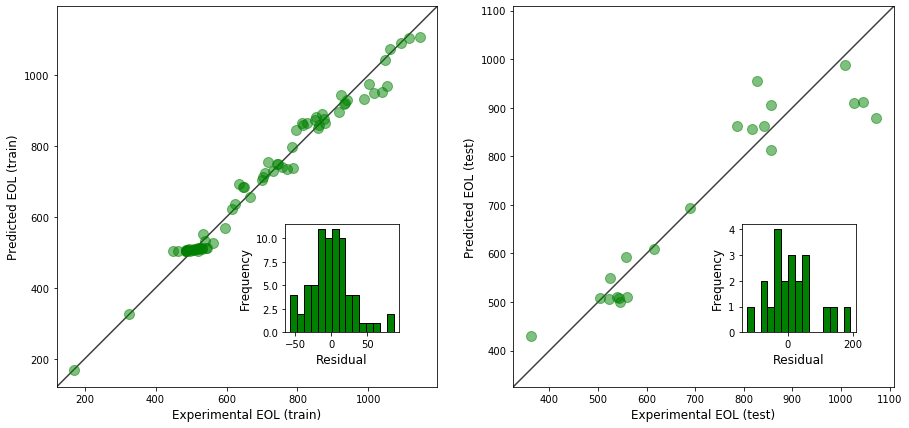 1000
800
600
400
200
Predicted EOL (train)
200 400 600 800 1000
Experimental EOL (train)
10.0
7.5
5.0
2.5
0.0
Frequency
−50 0 50
Residual
1100
1000
900
800
700
600
500
400
Predicted EOL (test)
400 500 600 700 800 900 1000 1100
Experimental EOL (test)
4
3
2
1
0
Frequency
0 200
Residual